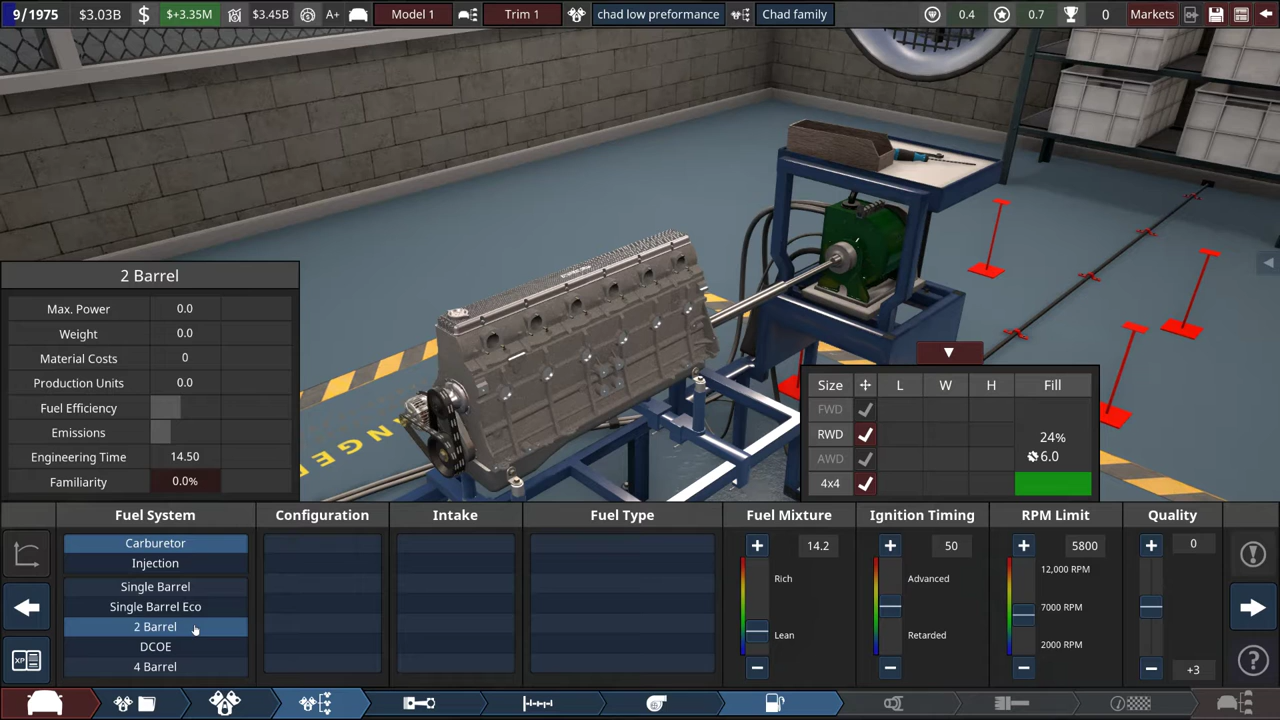 9/1975 $3.03B $ $+3.35M $3.45B A+ Model 1 Trim 1 chad low preformance Chad family 0.4 0.7 0 Markets
2 Barrel
Max. Power 0.0
Weight 0.0
Material Costs 0
Production Units 0.0
Fuel Efficiency
Emissions
Engineering Time 14.50
Familiarity 0.0%
Size L W H Fill
FWD
RWD
AWD
4x4
24%
6.0
Fuel System Configuration Intake Fuel Type Fuel Mixture Ignition Timing RPM Limit Quality
Carburetor
Injection
Single Barrel
Single Barrel Eco
2 Barrel
DCOE
4 Barrel
14.2
Rich
Lean
50
Advanced
Retarded
5800
12,000 RPM
7000 RPM
2000 RPM
0
+3
XP